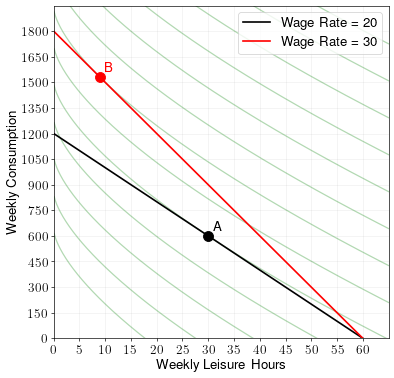 Wage Rate = 20
Wage Rate = 30
1800
1650
1500
1350
1200
1050
900
750
600
450
300
150
0
B
A
Weekly Consumption
0 5 10 15 20 25 30 35 40 45 50 55 60
Weekly Leisure Hours